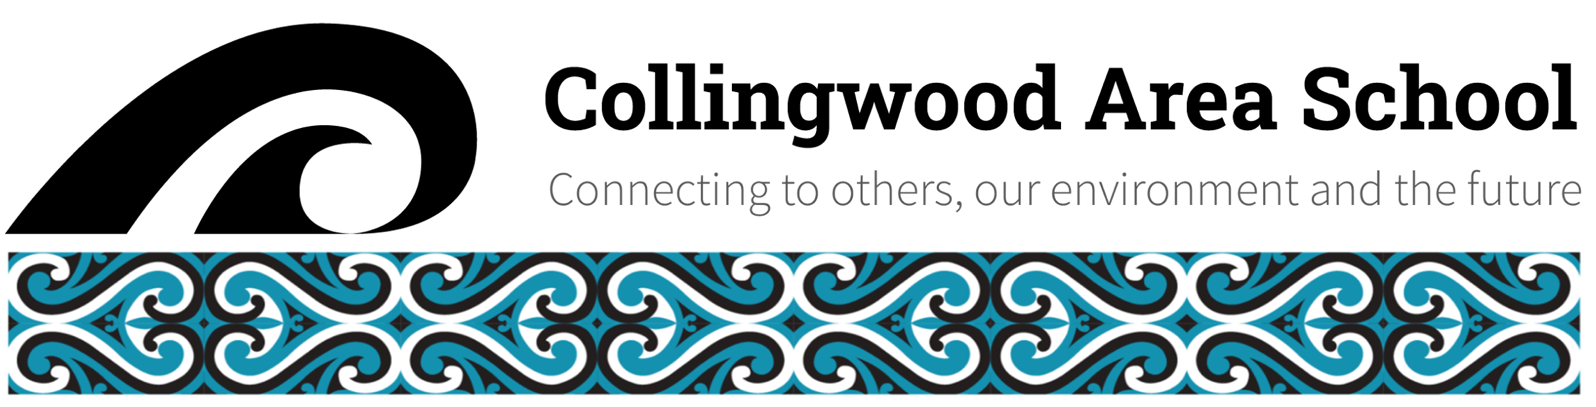 Collingwood Area School
Connecting to others, our environment and the future